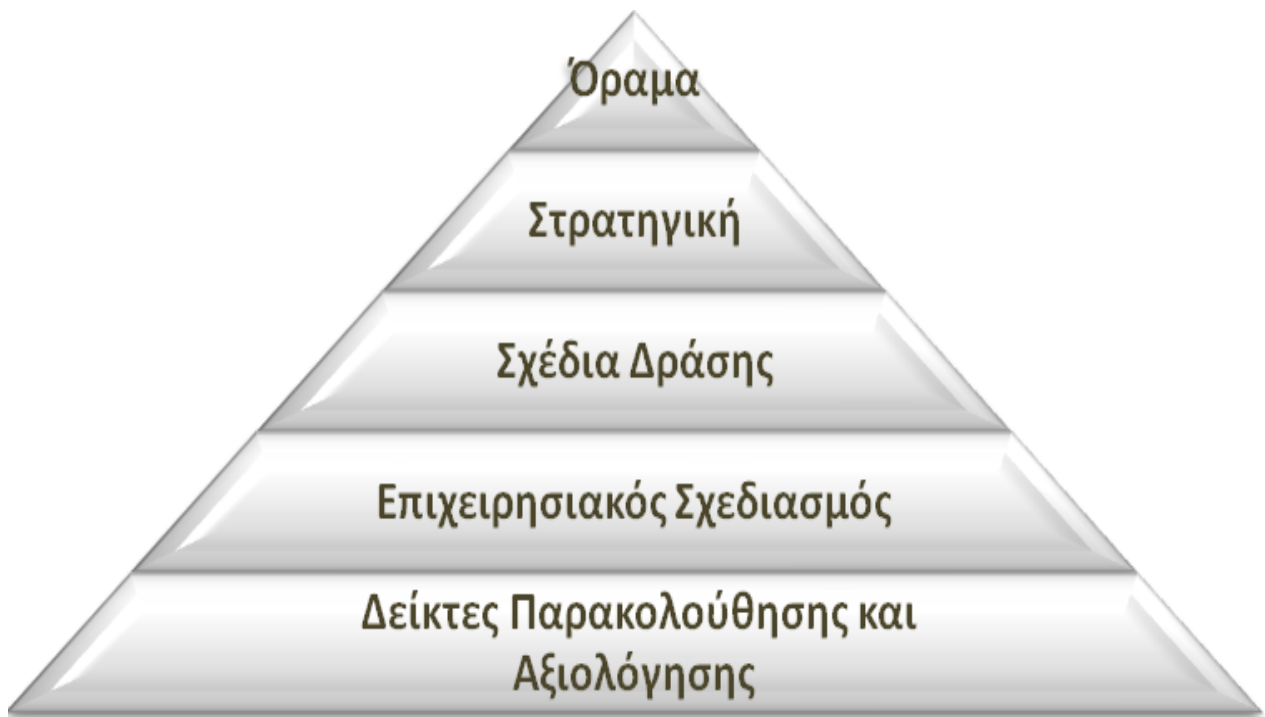 Όραμα
Στρατηγική
Σχέδια Δράσης
Επιχειρησιακός Σχεδιασμός
Δείκτες Παρακολούθησης και
Αξιολόγησης